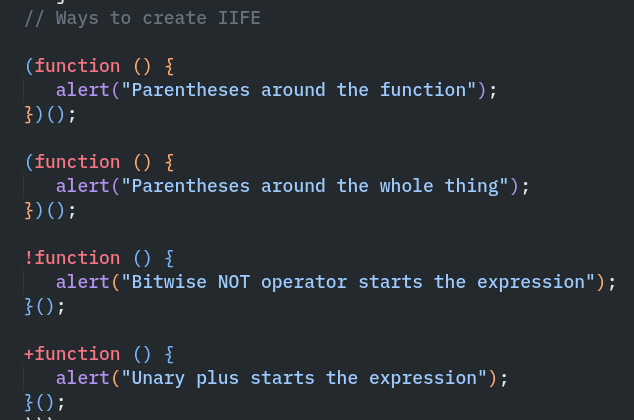 // Ways to create IIFE

(function () {
   alert("Parentheses around the function");
})();

(function () {
   alert("Parentheses around the whole thing");
})();

!function () {
   alert("Bitwise NOT operator starts the expression");
}();

+function () {
   alert("Unary plus starts the expression");
}();